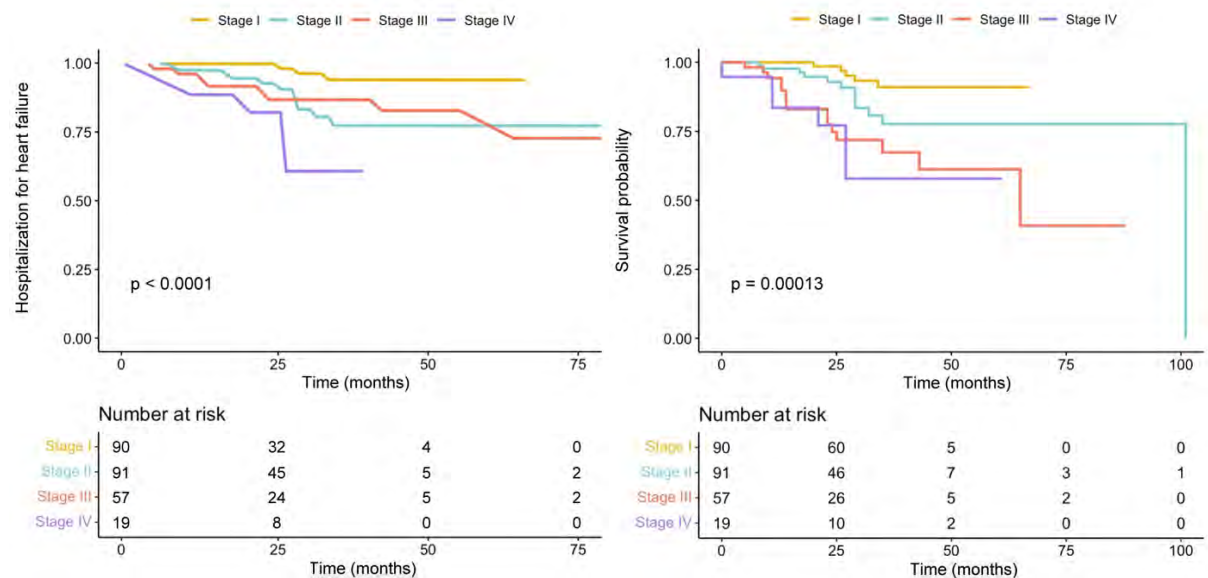 Stage I Stage II Stage III Stage IV
Hospitalization for heart failure
1.00
0.75
0.50
0.25
0.00
p < 0.0001
0 25 50 75
Time (months)
Number at risk
Stage I 90 32 4 0
Stage II 91 45 5 2
Stage III 57 24 5 2
Stage IV 19 8 0 0
0 25 50 75
Time (months)
Stage I Stage II Stage III Stage IV
Survival probability
1.00
0.75
0.50
0.25
0.00
p = 0.00013
0 25 50 75 100
Time (months)
Number at risk
Stage I 90 60 5 0 0
Stage II 91 46 7 3 1
Stage III 57 26 5 2 0
Stage IV 19 10 2 0 0
0 25 50 75 100
Time (months)